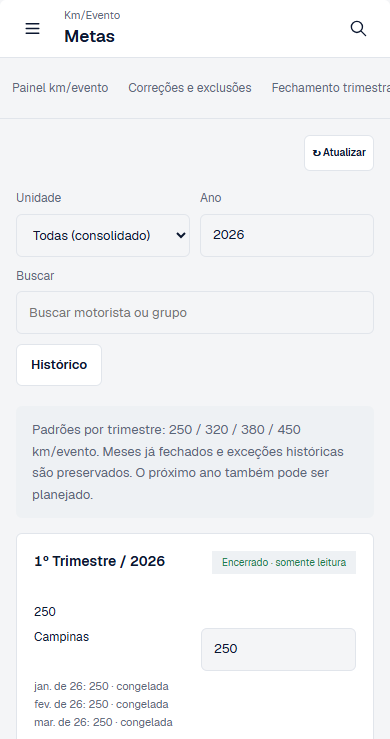 Km/Evento
Metas
Painel km/evento Correções e exclusões Fechamento trimestra
↻ Atualizar
Unidade Ano
Todas (consolidado) 2026
Buscar
Buscar motorista ou grupo
Histórico
Padrões por trimestre: 250 / 320 / 380 / 450
km/evento. Meses já fechados e exceções históricas
são preservados. O próximo ano também pode ser
planejado.
1º Trimestre / 2026 Encerrado · somente leitura
250
Campinas 250
jan. de 26: 250 · congelada
fev. de 26: 250 · congelada
mar. de 26: 250 · congelada